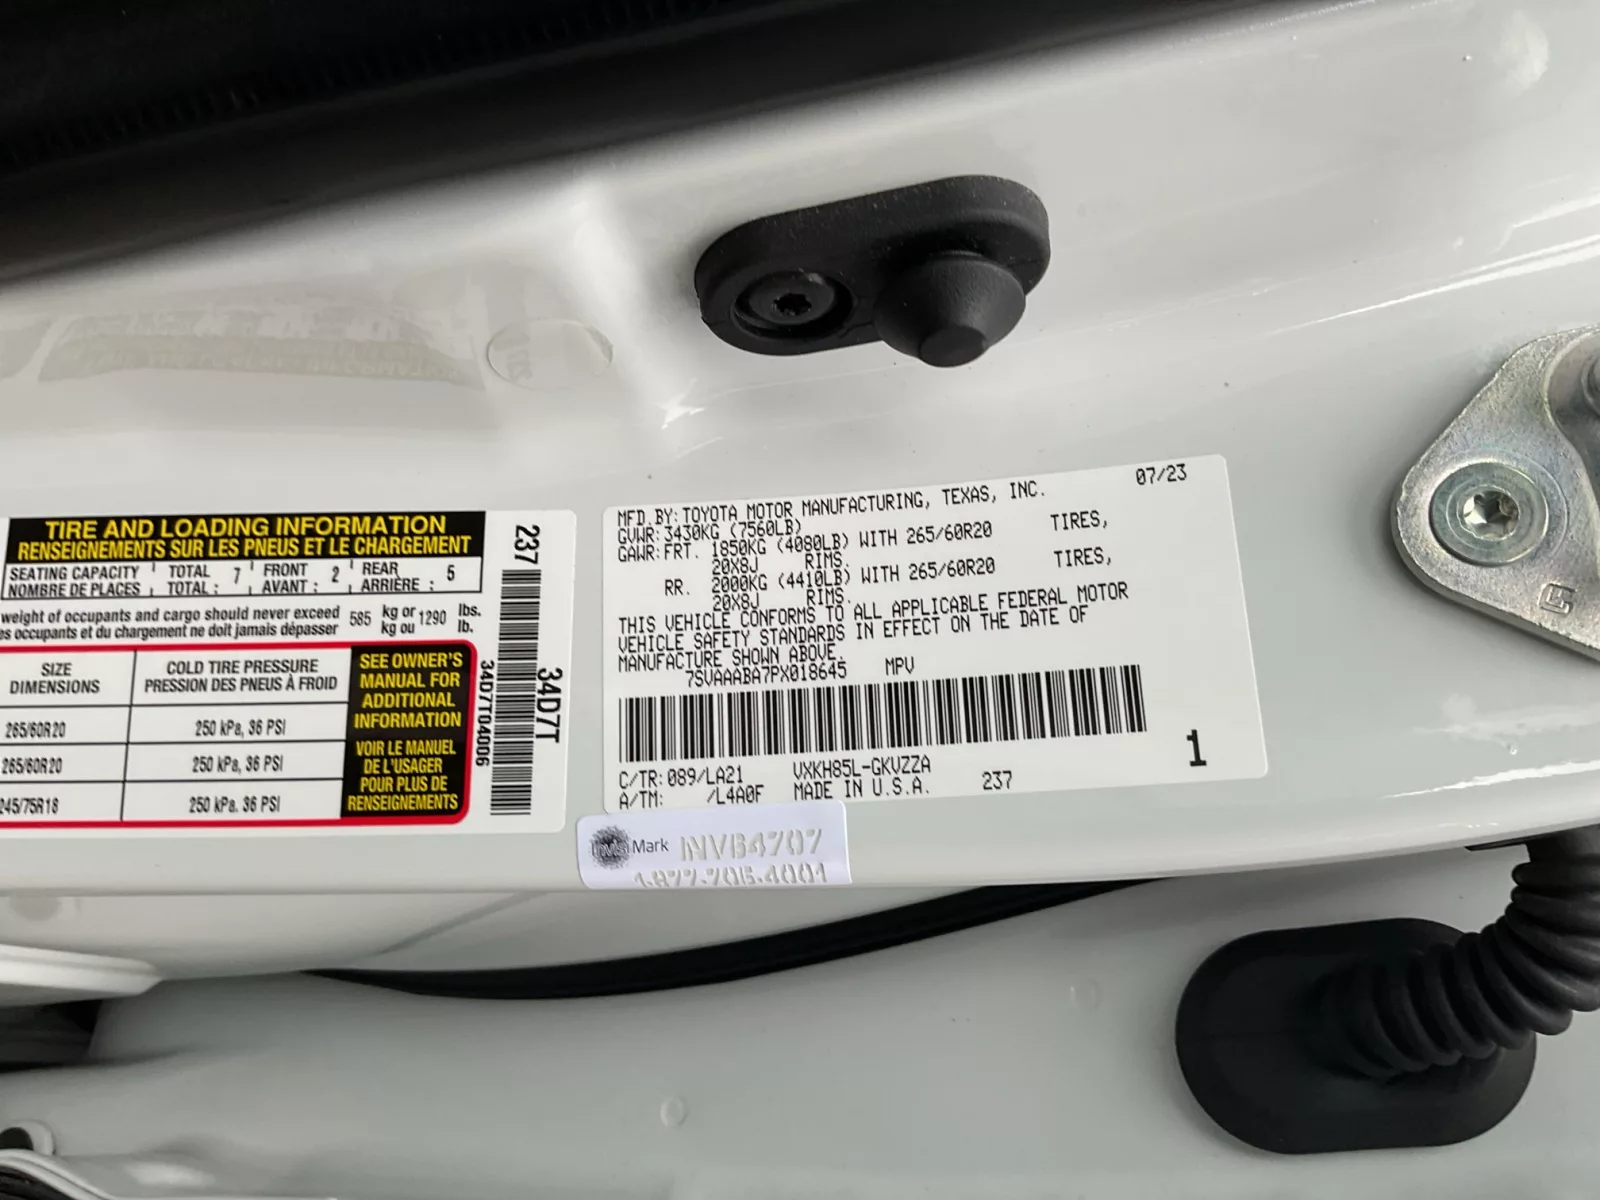 TIRE AND LOADING INFORMATION
RENSEIGNEMENTS SUR LES PNEUS ET LE CHARGEMENT
SEATING CAPACITY TOTAL 7 FRONT 2 REAR 5
NOMBRE DE PLACES TOTAL : AVANT : ARRIÈRE :
weight of occupants and cargo should never exceed 585 kg or 1290 lbs.
occupants et du chargement ne doit jamais dépasser kg ou lb.
SIZE
DIMENSIONS
COLD TIRE PRESSURE
PRESSION DES PNEUS À FROID
265/60R20 250 kPa, 36 PSI
265/60R20 250 kPa, 36 PSI
245/75R18 250 kPa, 36 PSI
SEE OWNER'S
MANUAL FOR
ADDITIONAL
INFORMATION
VOIR LE MANUEL
DE L'USAGER
POUR PLUS DE
RENSEIGNEMENTS
237
34D7T
34D7T04006
07/23
MFD. BY: TOYOTA MOTOR MANUFACTURING, TEXAS, INC.
GVWR: 3430KG (7560LB)
GAWR: FRT. 1850KG (4080LB) WITH 265/60R20 TIRES,
20X8J RIMS.
RR. 2000KG (4410LB) WITH 265/60R20 TIRES,
20X8J RIMS.
THIS VEHICLE CONFORMS TO ALL APPLICABLE FEDERAL MOTOR
VEHICLE SAFETY STANDARDS IN EFFECT ON THE DATE OF
MANUFACTURE SHOWN ABOVE.
7SVAAABA7PX018645 MPV
C/TR: 089/LA21 VXKH85L-GKVZZA
A/TM: /L4A0F MADE IN U.S.A. 237
1
Mark INV64707
1-877-706-4001